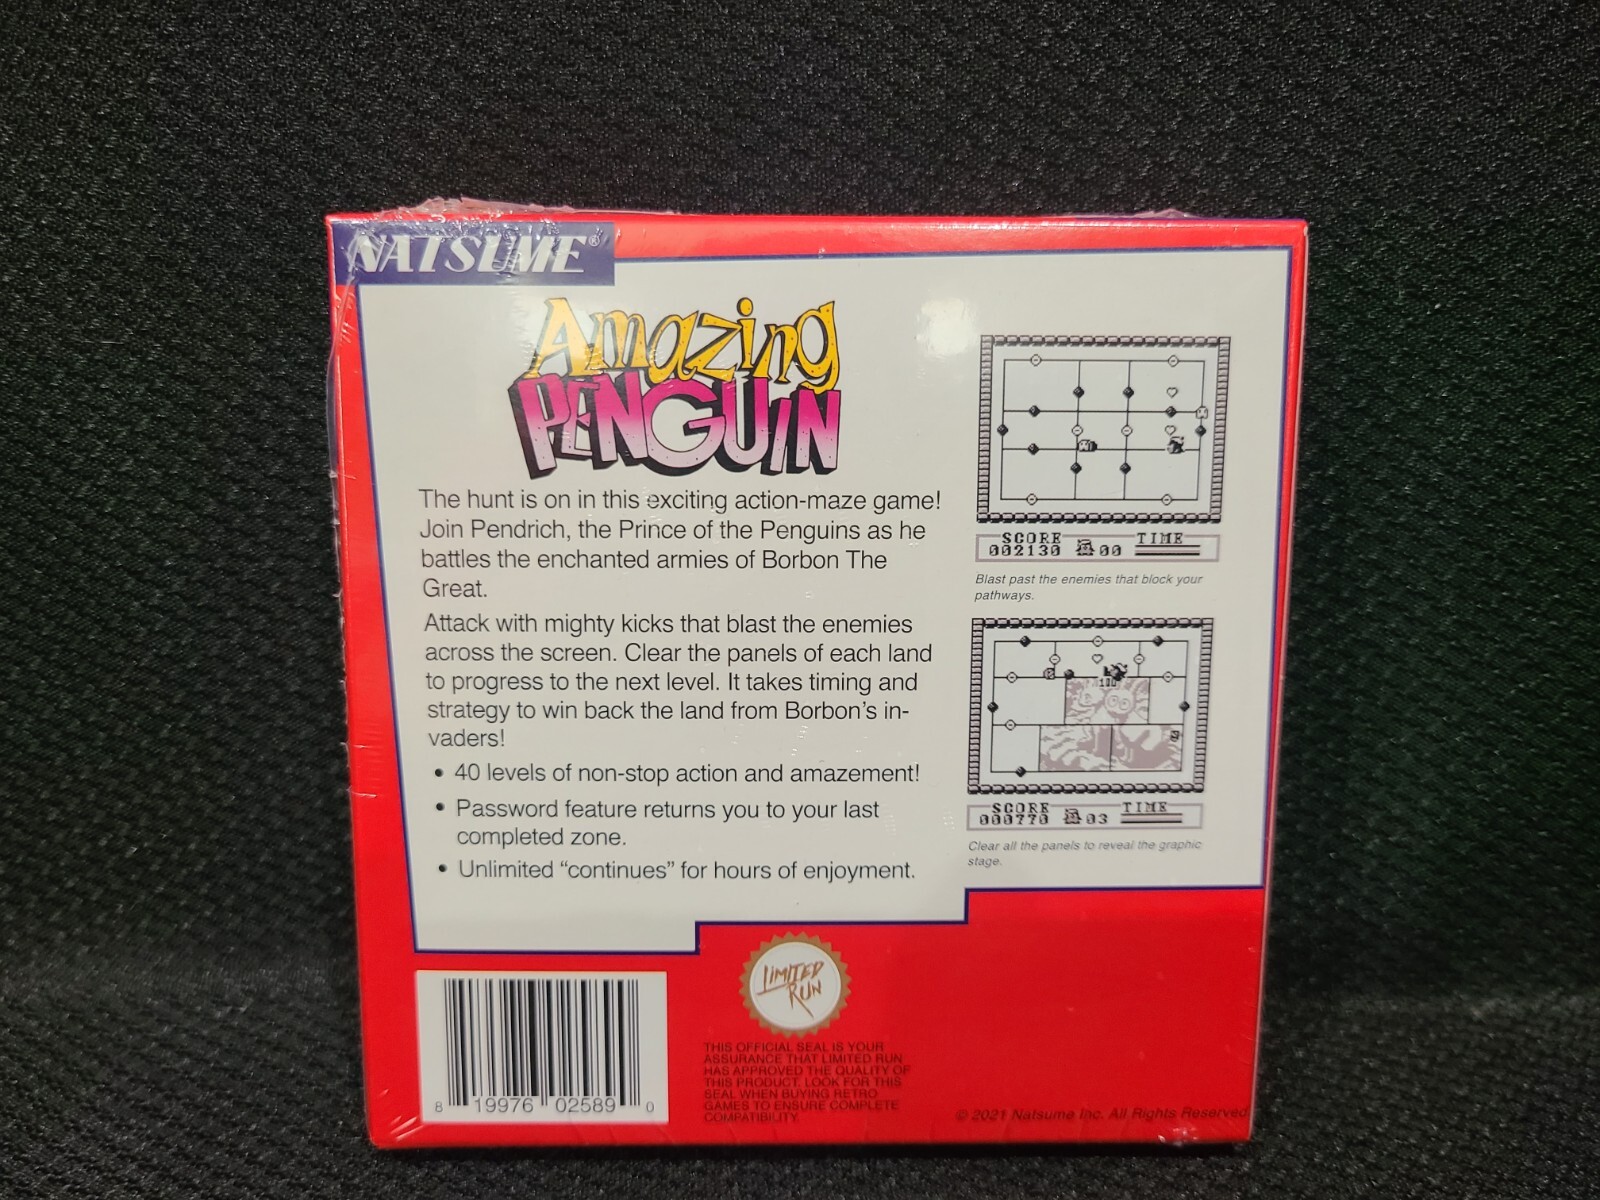 NATSUME®
Amazing
PENGUIN
The hunt is on in this exciting action-maze game!
Join Pendrich, the Prince of the Penguins as he
battles the enchanted armies of Borbon The
Great.
Attack with mighty kicks that blast the enemies
across the screen. Clear the panels of each land
to progress to the next level. It takes timing and
strategy to win back the land from Borbon's in-
vaders!
• 40 levels of non-stop action and amazement!
• Password feature returns you to your last
completed zone.
• Unlimited “continues” for hours of enjoyment.
SCORE TIME
002130 00
Blast past the enemies that block your
pathways.
100
SCORE TIME
000770 03
Clear all the panels to reveal the graphic
stage.
8 19976 02589 0
LIMITED
RUN
THIS OFFICIAL SEAL IS YOUR
ASSURANCE THAT LIMITED RUN
HAS APPROVED THE QUALITY OF
THIS PRODUCT. LOOK FOR THIS
SEAL WHEN BUYING RETRO
GAMES TO ENSURE COMPLETE
COMPATIBILITY.
© 2021 Natsume Inc. All Rights Reserved.